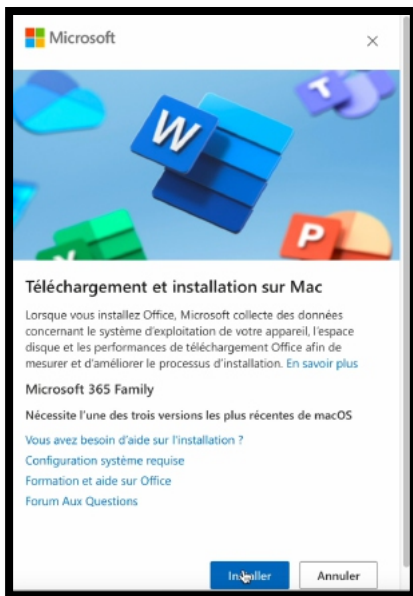 Microsoft
W
T
X
P
Téléchargement et installation sur Mac
Lorsque vous installez Office, Microsoft collecte des données
concernant le système d'exploitation de votre appareil, l'espace
disque et les performances de téléchargement Office afin de
mesurer et d'améliorer le processus d'installation. En savoir plus
Microsoft 365 Family
Nécessite l'une des trois versions les plus récentes de macOS
Vous avez besoin d'aide sur l'installation ?
Configuration système requise
Formation et aide sur Office
Forum Aux Questions
Installer Annuler